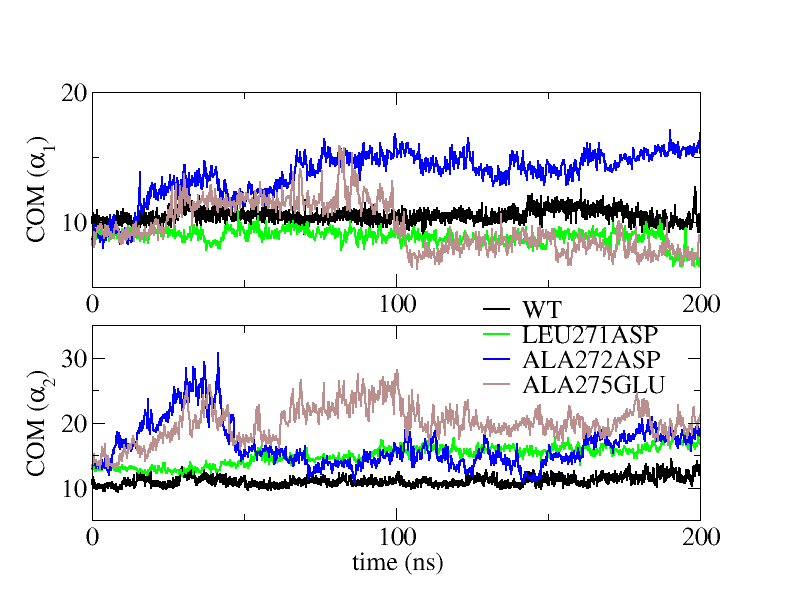 20
10
COM (α1)
0 100 200
WT
LEU271ASP
ALA272ASP
ALA275GLU
30
20
10
COM (α2)
0 100 200
time (ns)